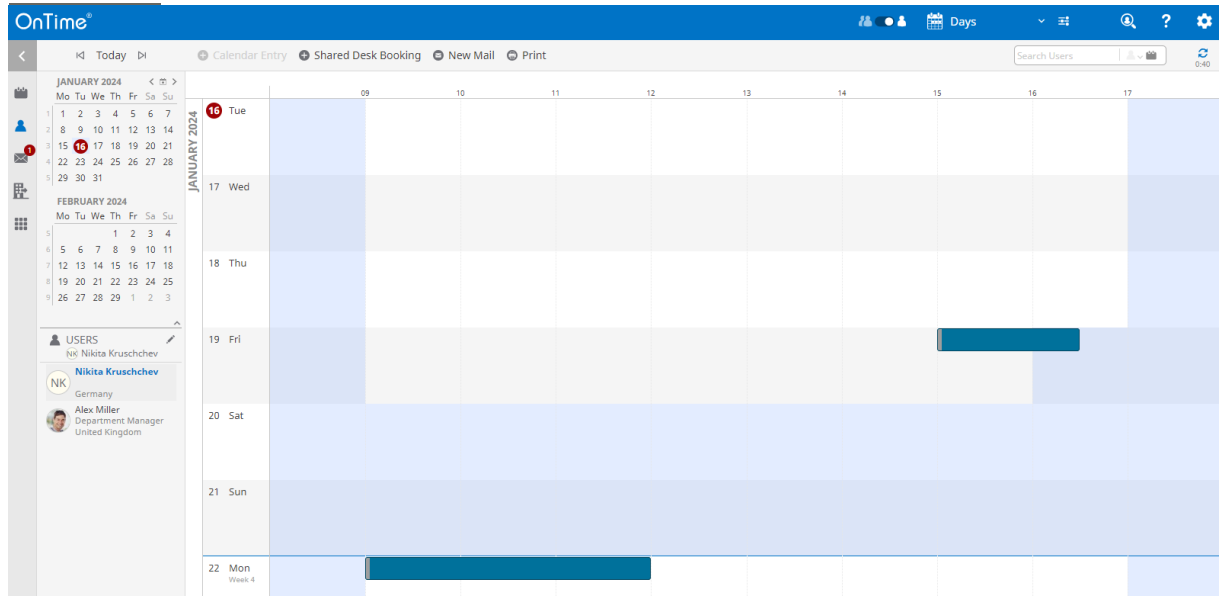 OnTime®
Days
?
Today
Calendar Entry
Shared Desk Booking
New Mail
Print
Search Users
0:40
JANUARY 2024
Mo Tu We Th Fr Sa Su
1 1 2 3 4 5 6 7
2 8 9 10 11 12 13 14
3 15 16 17 18 19 20 21
4 22 23 24 25 26 27 28
5 29 30 31
FEBRUARY 2024
Mo Tu We Th Fr Sa Su
5 1 2 3 4
6 5 6 7 8 9 10 11
7 12 13 14 15 16 17 18
8 19 20 21 22 23 24 25
9 26 27 28 29 1 2 3
1
USERS
NK Nikita Kruschchev
NK
Nikita Kruschchev
Germany
Alex Miller
Department Manager
United Kingdom
09 10 11 12 13 14 15 16 17
JANUARY 2024
16 Tue
17 Wed
18 Thu
19 Fri
20 Sat
21 Sun
22 Mon
Week 4